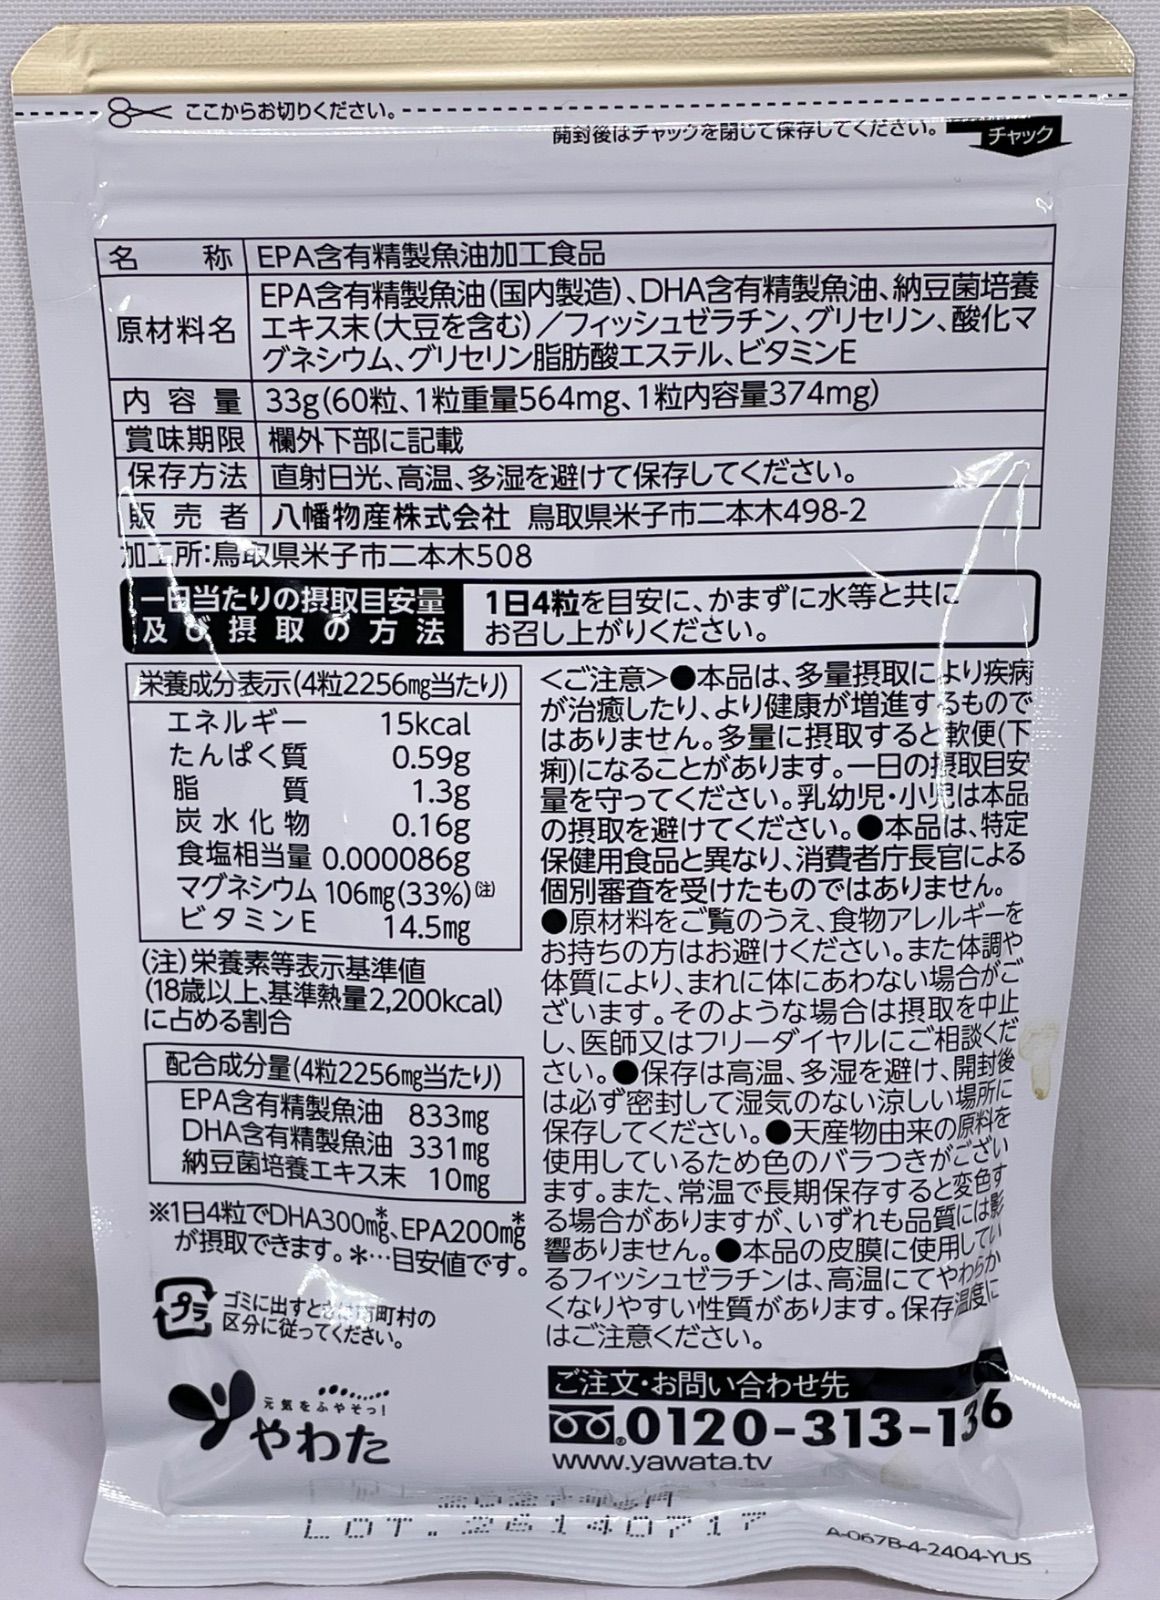 ここからお切りください。
開封後はチャックを閉じて保存してください。
チャック
名称 EPA含有精製魚油加工食品
原材料名 EPA含有精製魚油(国内製造)、DHA含有精製魚油、納豆菌培養
エキス末(大豆を含む)/フィッシュゼラチン、グリセリン、酸化マ
グネシウム、グリセリン脂肪酸エステル、ビタミンE
内容量 33g(60粒、1粒重量564mg、1粒内容量374mg)
賞味期限 欄外下部に記載
保存方法 直射日光、高温、多湿を避けて保存してください。
販売者 八幡物産株式会社 鳥取県米子市二本木498-2
加工所:鳥取県米子市二本木508
一日当たりの摂取目安量
及び摂取の方法
1日4粒を目安に、かまずに水等と共に
お召し上がりください。
栄養成分表示(4粒2256mg当たり)
エネルギー 15kcal
たんぱく質 0.59g
脂質 1.3g
炭水化物 0.16g
食塩相当量 0.000086g
マグネシウム 106mg(33%)(注)
ビタミンE 14.5mg
(注)栄養素等表示基準値
(18歳以上、基準熱量2,200kcal)
に占める割合
配合成分量(4粒2256mg当たり)
EPA含有精製魚油 833mg
DHA含有精製魚油 331mg
納豆菌培養エキス末 10mg
※1日4粒でDHA300mg*、EPA200mg*
が摂取できます。*…目安値です。
プラ
ゴミに出すときは市町村の
区分に従ってください。
元気をふやそっ!
やわた
<ご注意>●本品は、多量摂取により疾病
が治癒したり、より健康が増進するもので
はありません。多量に摂取すると軟便(下
痢)になることがあります。一日の摂取目安
量を守ってください。乳幼児・小児は本品
の摂取を避けてください。●本品は、特定
保健用食品と異なり、消費者庁長官による
個別審査を受けたものではありません。
●原材料をご覧のうえ、食物アレルギーを
お持ちの方はお避けください。また体調や
体質により、まれに体にあわない場合がご
ざいます。そのような場合は摂取を中止
し、医師又はフリーダイヤルにご相談くだ
さい。●保存は高温、多湿を避け、開封後
は必ず密封して湿気のない涼しい場所に
保存してください。●天産物由来の原料を
使用しているため色のバラつきがござい
ます。また、常温で長期保存すると変色す
る場合がありますが、いずれも品質には影
響ありません。●本品の皮膜に使用してい
るフィッシュゼラチンは、高温にてやわらか
くなりやすい性質があります。保存温度に
はご注意ください。
ご注文・お問い合わせ先
0120-313-136
www.yawata.tv
LOT.26140717
A-067B-4-2404-YUS